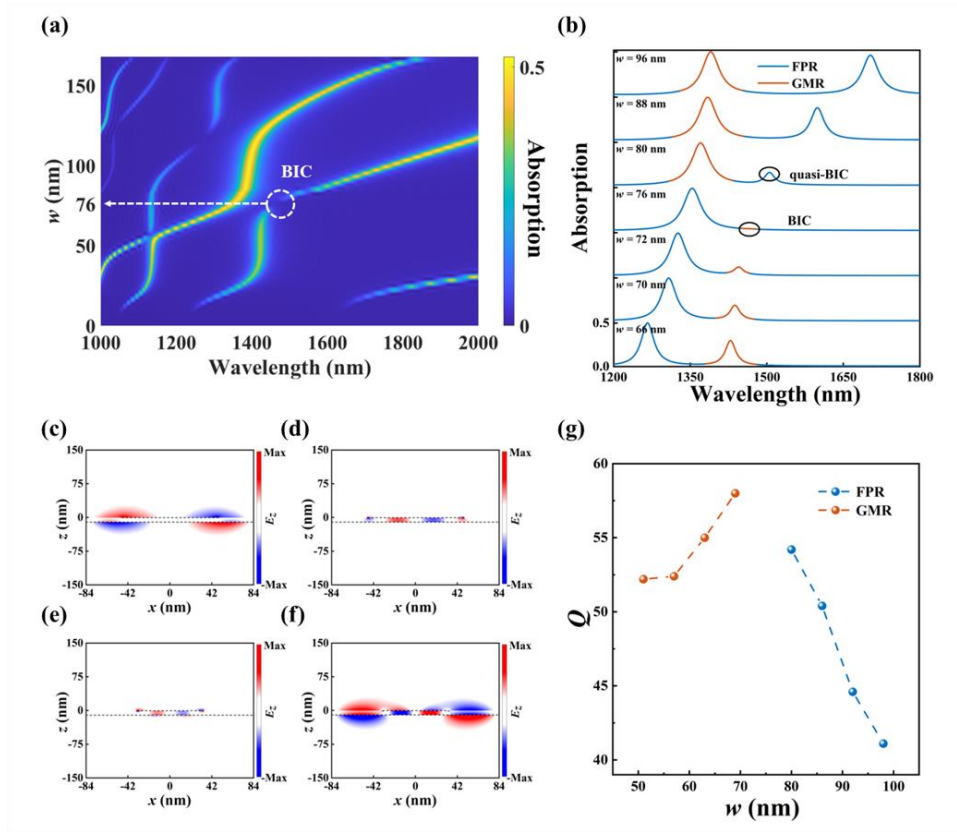 (a)
150
100
76
50
0
w (nm)
BIC
1000 1200 1400 1600 1800 2000
Wavelength (nm)
0.5
Absorption
0
(b)
w = 96 nm
FPR
GMR
w = 88 nm
w = 80 nm
quasi-BIC
w = 76 nm
BIC
w = 72 nm
w = 70 nm
0.5
w = 66 nm
0.0
Absorption
1200 1350 1500 1650 1800
Wavelength (nm)
(c)
150
75
0
-75
-150
z (nm)
-84 -42 0 42 84
x (nm)
Max
Ez
-Max
(d)
150
75
0
-75
-150
z (nm)
-84 -42 0 42 84
x (nm)
Max
Ez
-Max
(e)
150
75
0
-75
-150
z (nm)
-84 -42 0 42 84
x (nm)
Max
Ez
-Max
(f)
150
75
0
-75
-150
z (nm)
-84 -42 0 42 84
x (nm)
Max
Ez
-Max
(g)
60
55
50
45
40
Q
FPR
GMR
50 60 70 80 90 100
w (nm)